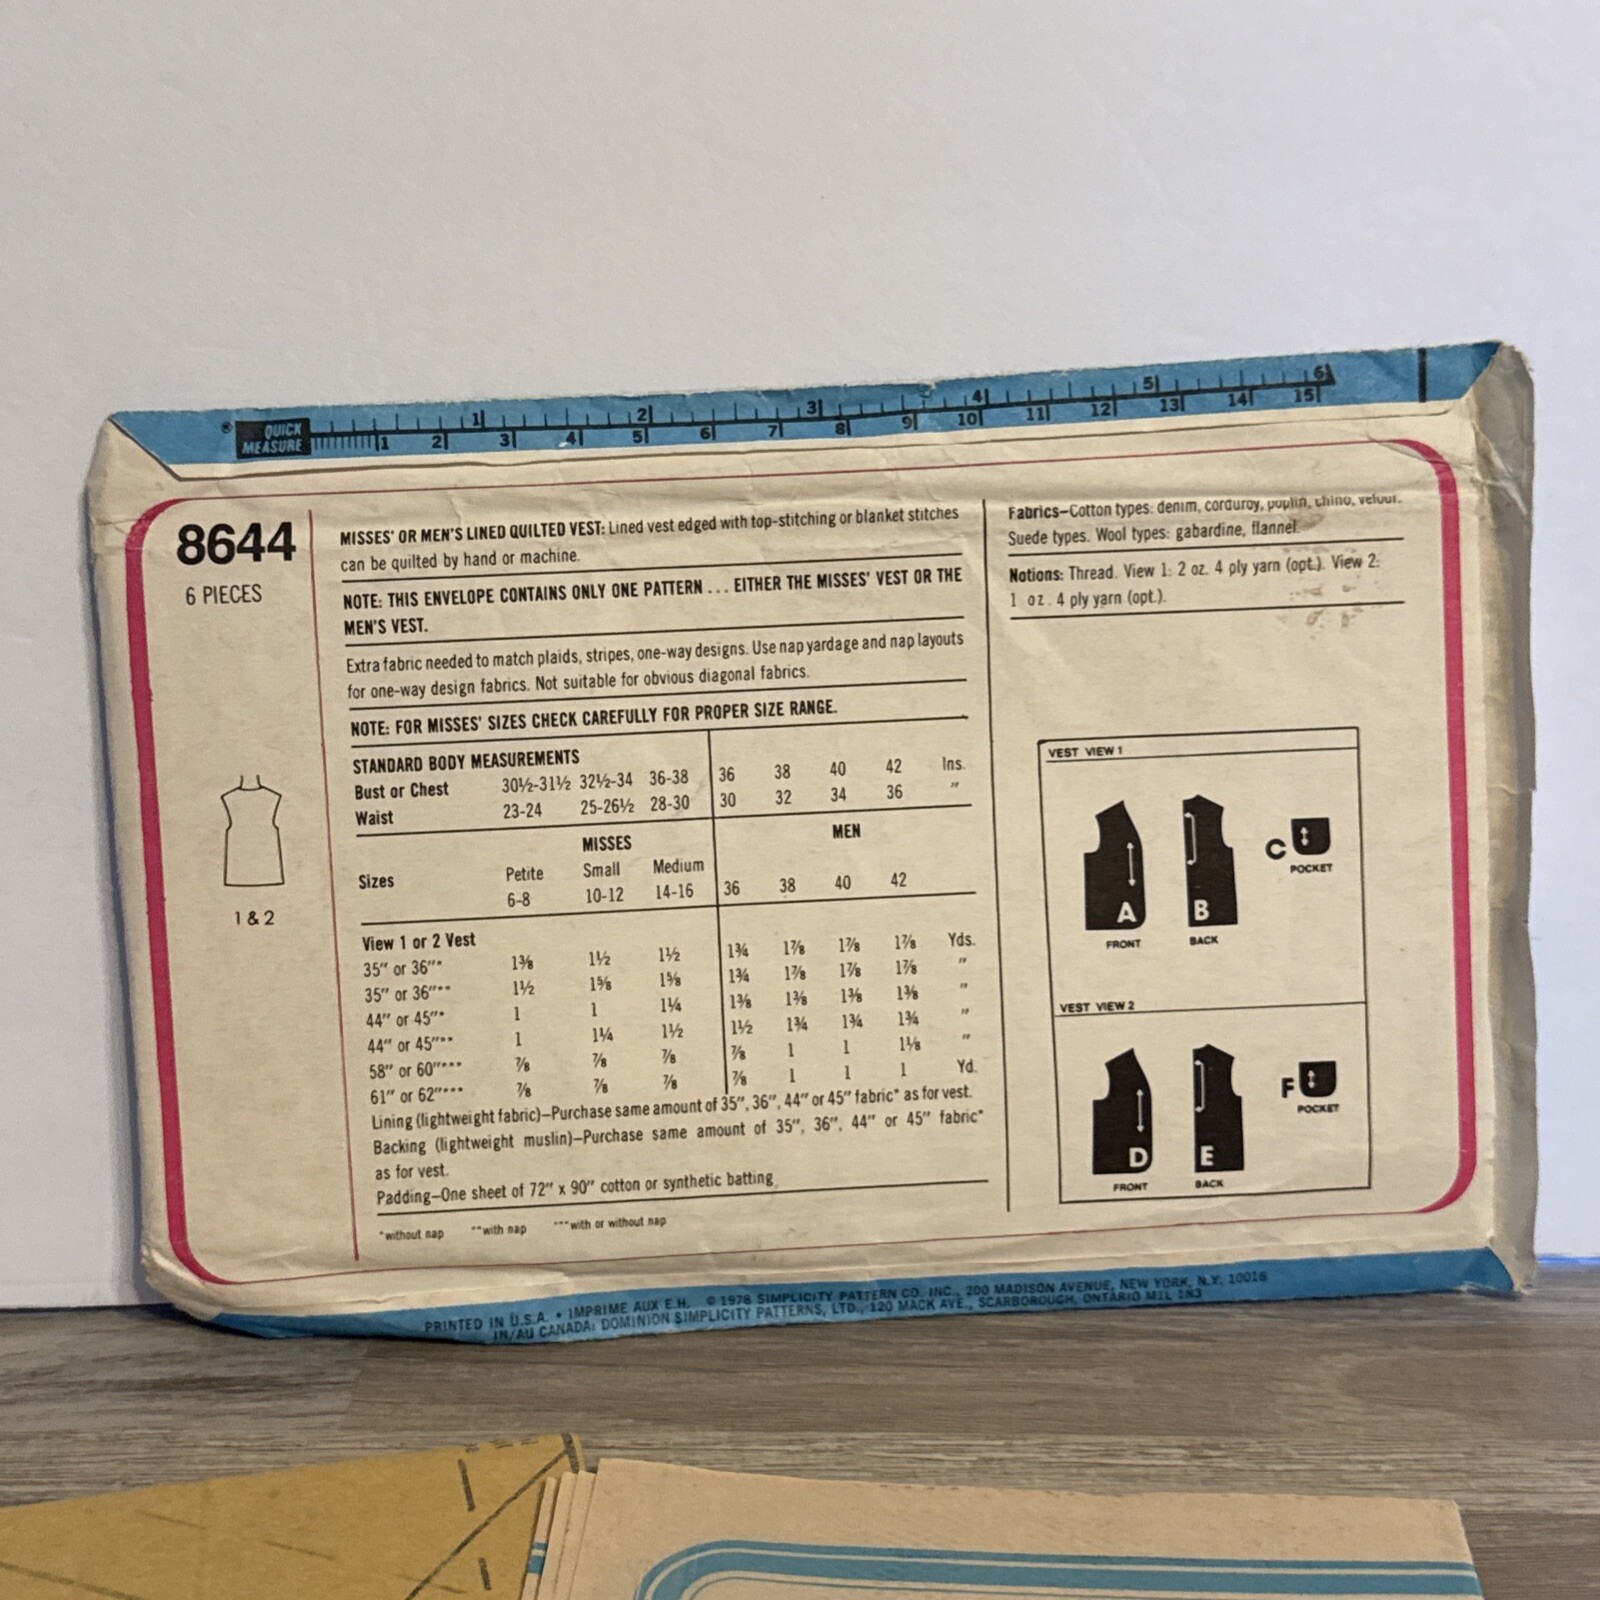 ® QUICK 1 2 3 4 5 6
MEASURE 1 2 3 4 5 6 7 8 9 10 11 12 13 14 15
8644
6 PIECES
1 & 2
MISSES' OR MEN'S LINED QUILTED VEST: Lined vest edged with top-stitching or blanket stitches
can be quilted by hand or machine.
NOTE: THIS ENVELOPE CONTAINS ONLY ONE PATTERN ... EITHER THE MISSES' VEST OR THE
MEN'S VEST.
Extra fabric needed to match plaids, stripes, one-way designs. Use nap yardage and nap layouts
for one-way design fabrics. Not suitable for obvious diagonal fabrics.
NOTE: FOR MISSES' SIZES CHECK CAREFULLY FOR PROPER SIZE RANGE.
STANDARD BODY MEASUREMENTS
Bust or Chest 30½-31½ 32½-34 36-38 36 38 40 42 Ins.
Waist 23-24 25-26½ 28-30 30 32 34 36 "
MISSES MEN
Sizes Petite Small Medium
6-8 10-12 14-16 36 38 40 42
View 1 or 2 Vest
35" or 36"* 1⅜ 1½ 1½ 1¾ 1⅞ 1⅞ 1⅞ Yds.
35" or 36"** 1½ 1⅝ 1⅝ 1¾ 1⅞ 1⅞ 1⅞ "
44" or 45"* 1 1 1¼ 1⅜ 1⅜ 1⅜ 1⅜ "
44" or 45"** 1 1¼ 1½ 1½ 1¾ 1¾ 1¾ "
58" or 60"*** ⅞ ⅞ ⅞ ⅞ 1 1 1⅛ "
61" or 62"*** ⅞ ⅞ ⅞ ⅞ 1 1 1 Yd.
Lining (lightweight fabric)—Purchase same amount of 35", 36", 44" or 45" fabric* as for vest.
Backing (lightweight muslin)—Purchase same amount of 35", 36", 44" or 45" fabric*
as for vest.
Padding—One sheet of 72" x 90" cotton or synthetic batting
*without nap **with nap ***with or without nap
Fabrics—Cotton types: denim, corduroy, poplin, chino, velour.
Suede types. Wool types: gabardine, flannel.
Notions: Thread. View 1: 2 oz. 4 ply yarn (opt.). View 2:
1 oz. 4 ply yarn (opt.).
VEST VIEW 1
A
FRONT
B
BACK
C
POCKET
VEST VIEW 2
D
FRONT
E
BACK
F
POCKET
PRINTED IN U.S.A. • IMPRIME AUX E.H. © 1978 SIMPLICITY PATTERN CO. INC., 200 MADISON AVENUE, NEW YORK, N.Y. 10016
IN/AU CANADA: DOMINION SIMPLICITY PATTERNS, LTD., 120 MACK AVE., SCARBOROUGH, ONTARIO M1L 1N3